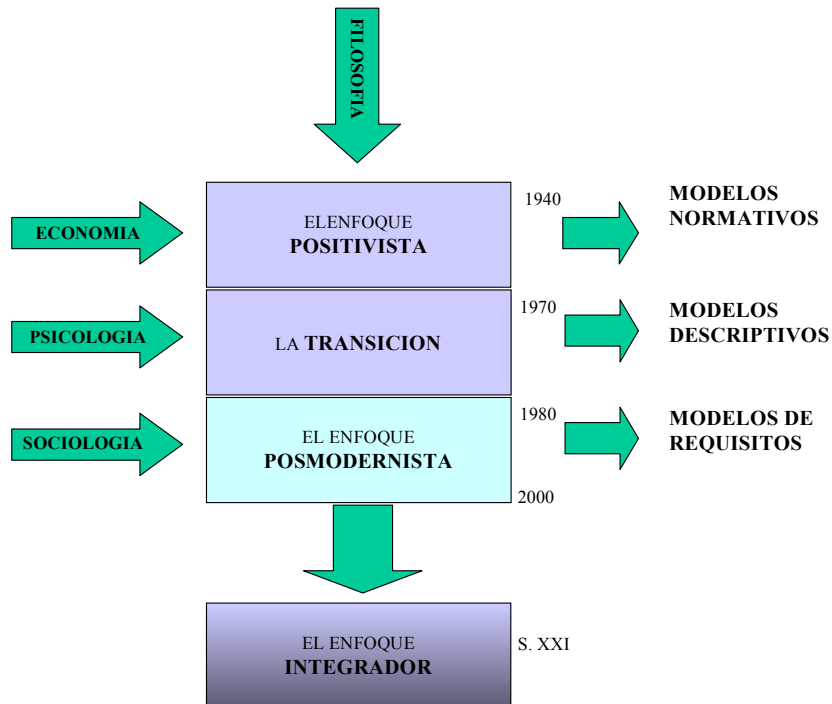 FILOSOFIA
ECONOMIA
ELENFOQUE
POSITIVISTA
1940
MODELOS
NORMATIVOS
PSICOLOGIA
LA TRANSICION
1970
MODELOS
DESCRIPTIVOS
SOCIOLOGIA
EL ENFOQUE
POSMODERNISTA
1980
2000
MODELOS DE
REQUISITOS
EL ENFOQUE
INTEGRADOR
S. XXI